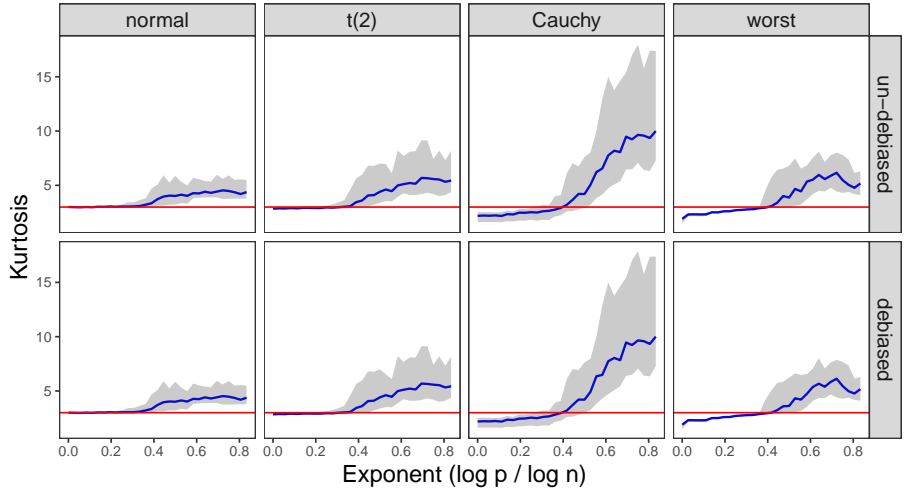 normal t(2) Cauchy worst
15
10
5
un−debiased
Kurtosis
15
10
5
debiased
0.0 0.2 0.4 0.6 0.8 0.0 0.2 0.4 0.6 0.8 0.0 0.2 0.4 0.6 0.8 0.0 0.2 0.4 0.6 0.8
Exponent (log p / log n)